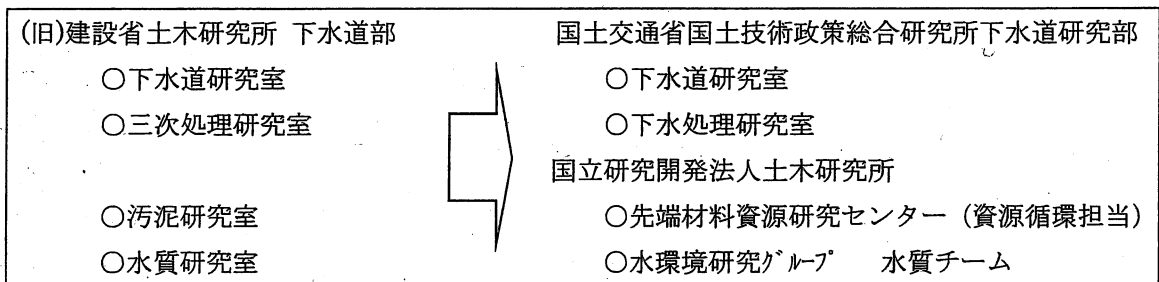 (旧)建設省土木研究所 下水道部
○下水道研究室
○三次処理研究室
○汚泥研究室
○水質研究室
国土交通省国土技術政策総合研究所下水道研究部
○下水道研究室
○下水処理研究室
国立研究開発法人土木研究所
○先端材料資源研究センター（資源循環担当）
○水環境研究ｸﾞﾙｰﾌﾟ 水質チーム